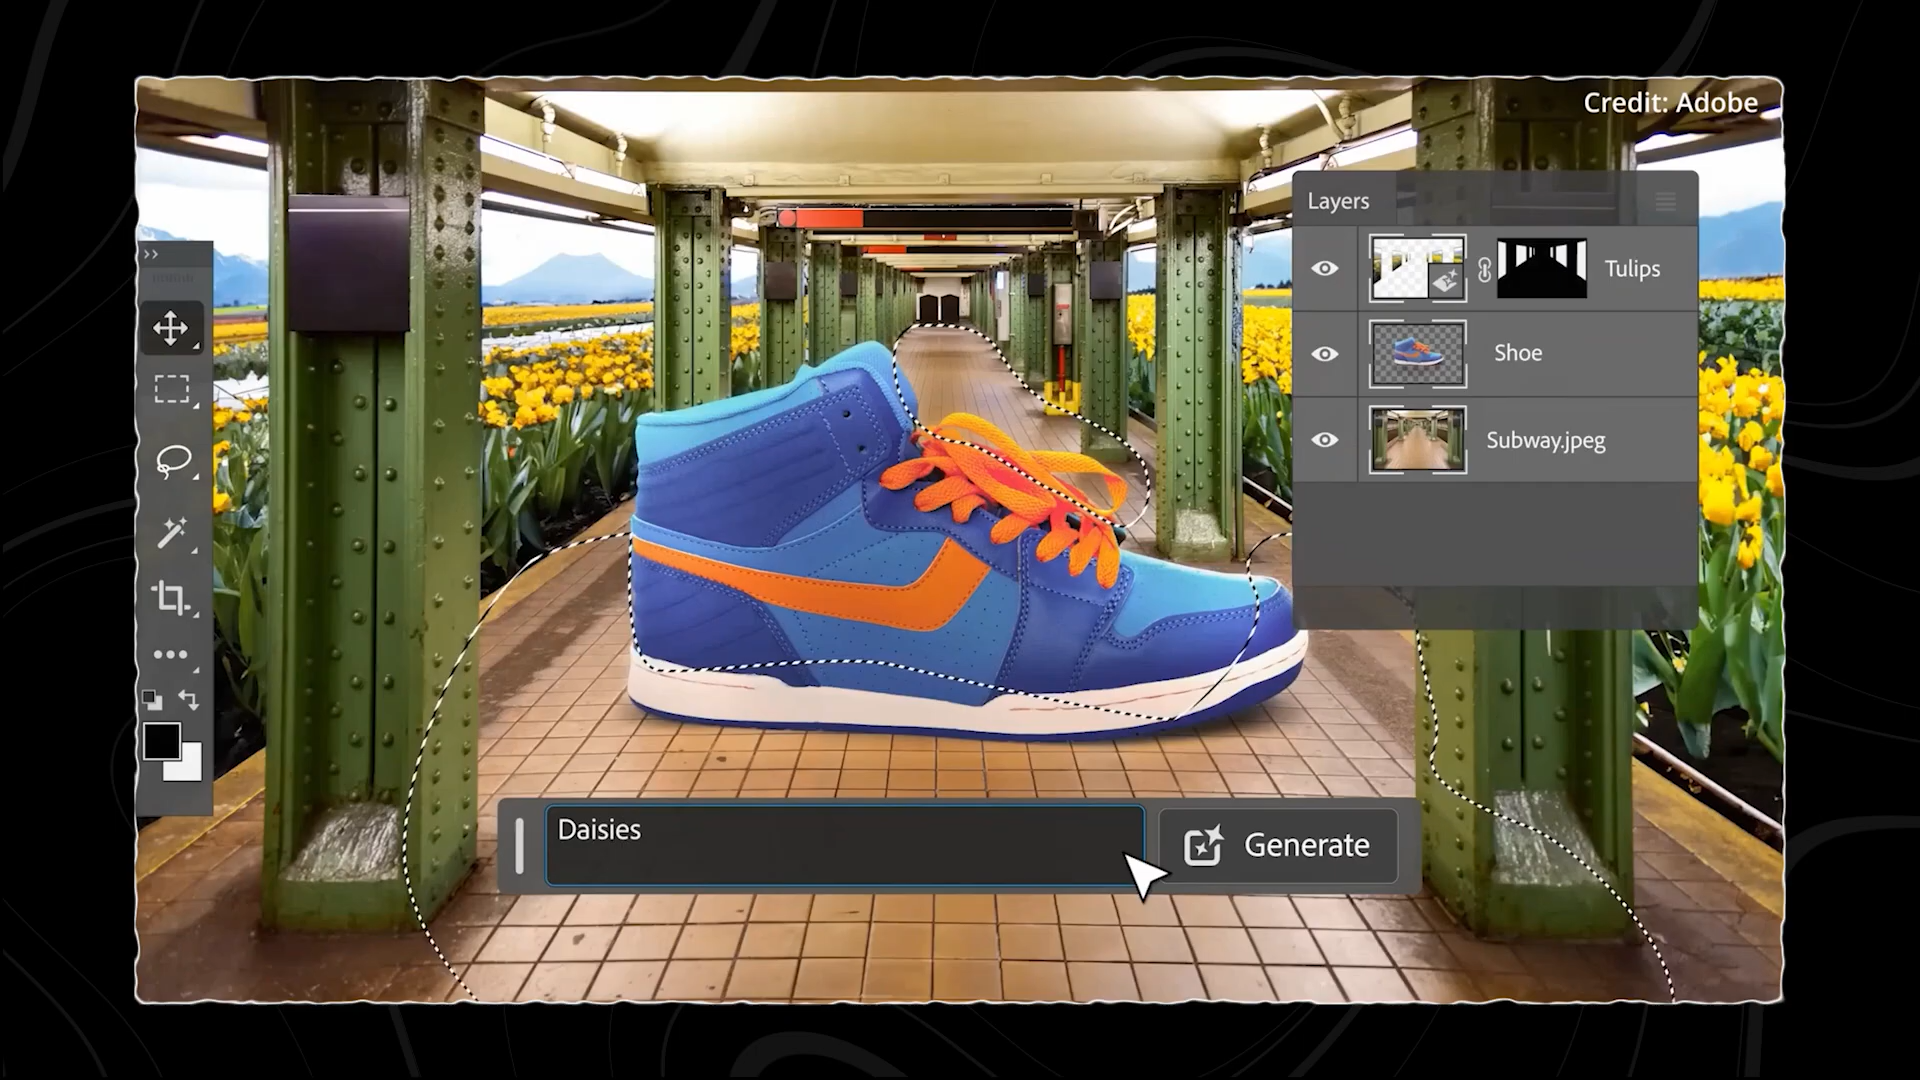 Credit: Adobe
Layers
Tulips
Shoe
Subway.jpeg
Daisies
Generate